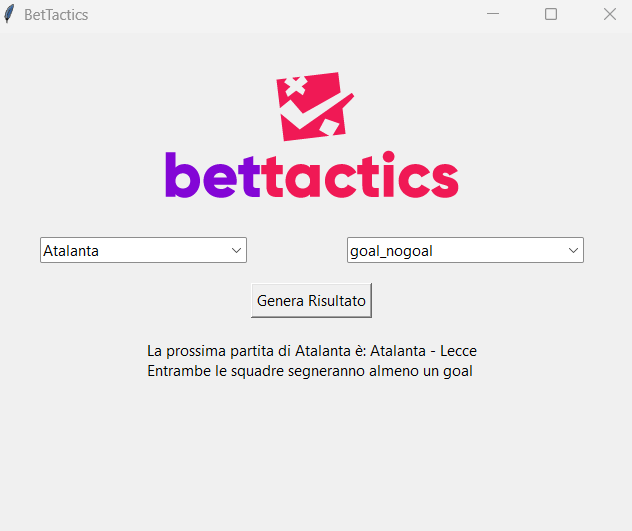 BetTactics
bettactics
Atalanta
goal_nogoal
Genera Risultato
La prossima partita di Atalanta è: Atalanta - Lecce
Entrambe le squadre segneranno almeno un goal